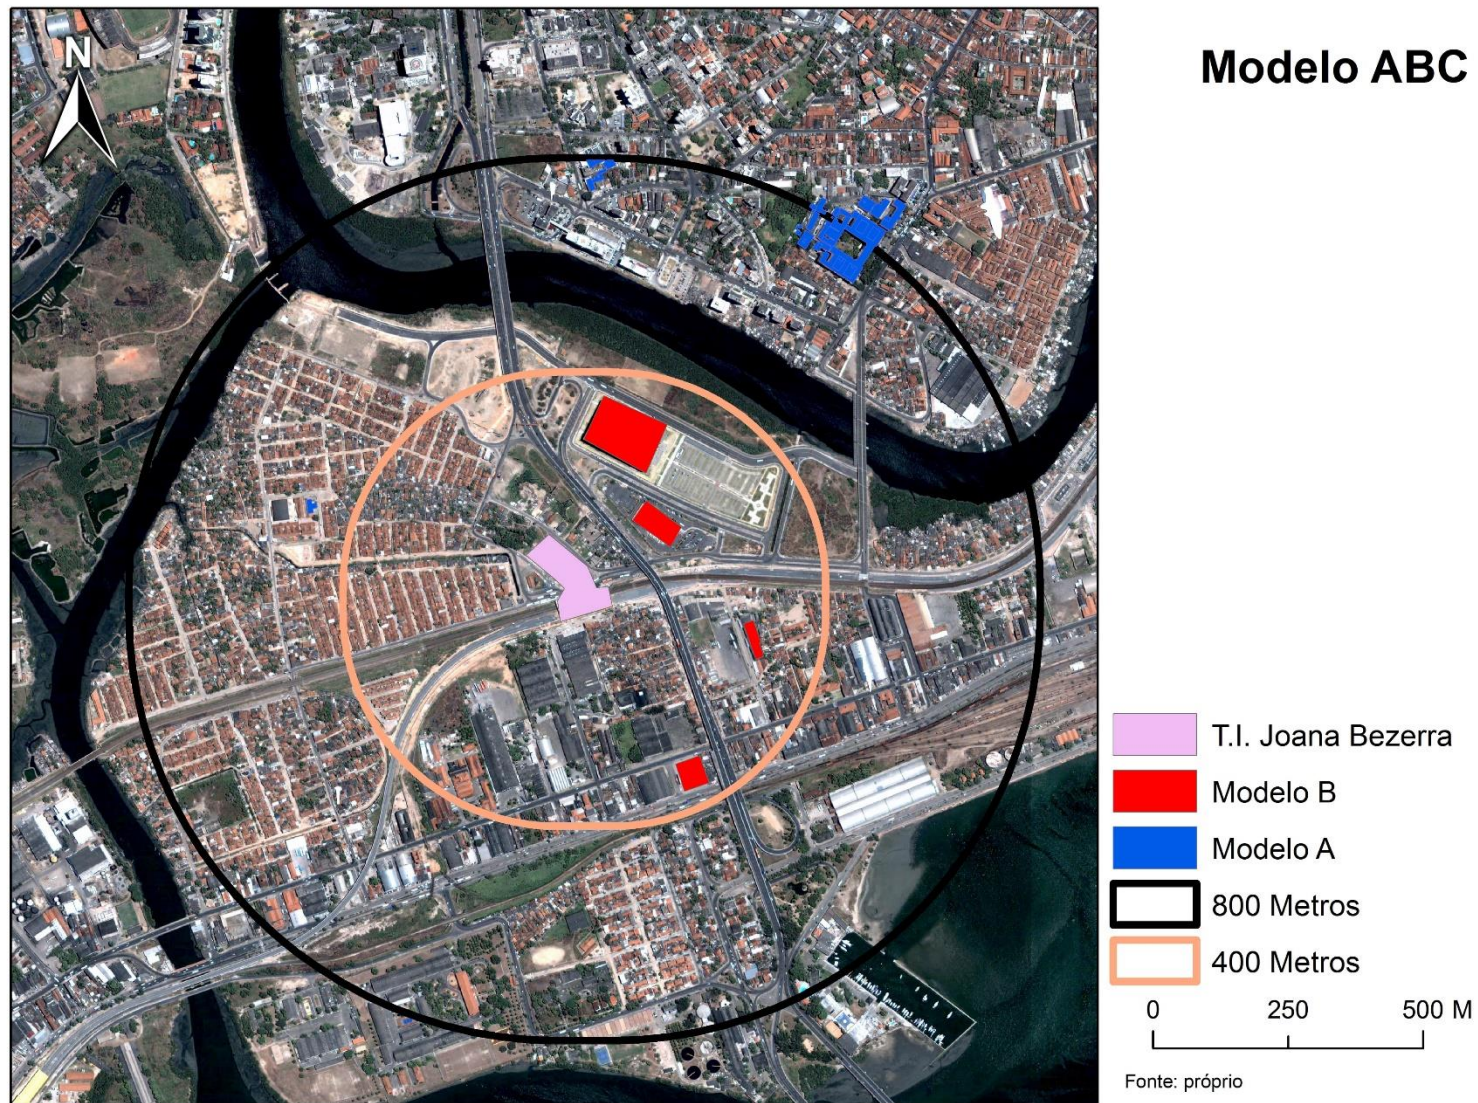 Modelo ABC
N
T.I. Joana Bezerra
Modelo B
Modelo A
800 Metros
400 Metros
0 250 500 M
Fonte: próprio